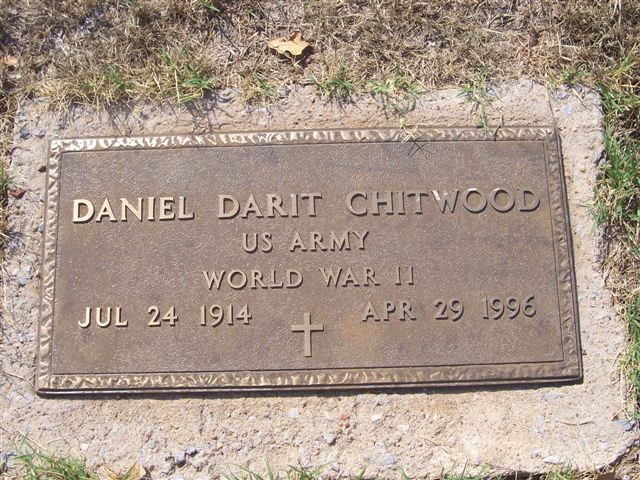 DANIEL DARIT CHITWOOD
US ARMY
WORLD WAR II
JUL 24 1914 APR 29 1996